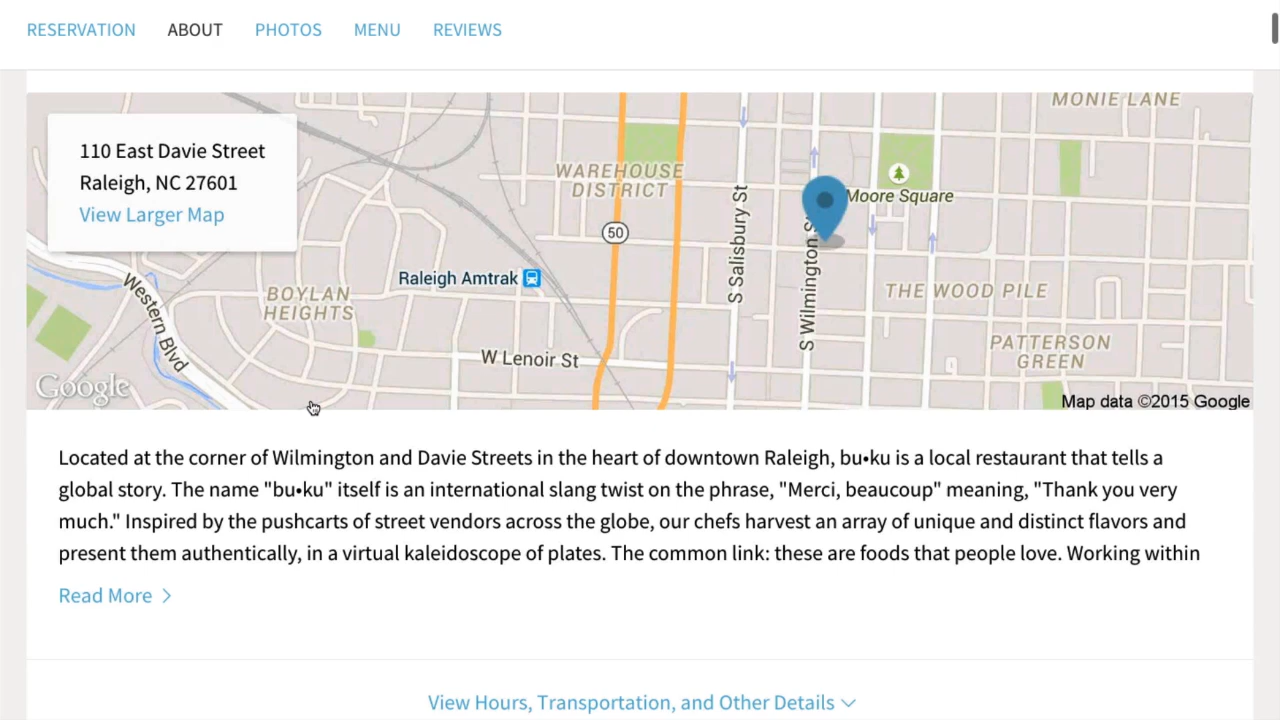 RESERVATION ABOUT PHOTOS MENU REVIEWS
MONIE LANE
110 East Davie Street
Raleigh, NC 27601
View Larger Map
WAREHOUSE
DISTRICT
Moore Square
50
S Salisbury St
S Wilmington St
Raleigh Amtrak
BOYLAN
HEIGHTS
THE WOOD PILE
Western Blvd
W Lenoir St
PATTERSON
GREEN
Google
Map data ©2015 Google
Located at the corner of Wilmington and Davie Streets in the heart of downtown Raleigh, bu•ku is a local restaurant that tells a
global story. The name "bu•ku" itself is an international slang twist on the phrase, "Merci, beaucoup" meaning, "Thank you very
much." Inspired by the pushcarts of street vendors across the globe, our chefs harvest an array of unique and distinct flavors and
present them authentically, in a virtual kaleidoscope of plates. The common link: these are foods that people love. Working within
Read More
View Hours, Transportation, and Other Details